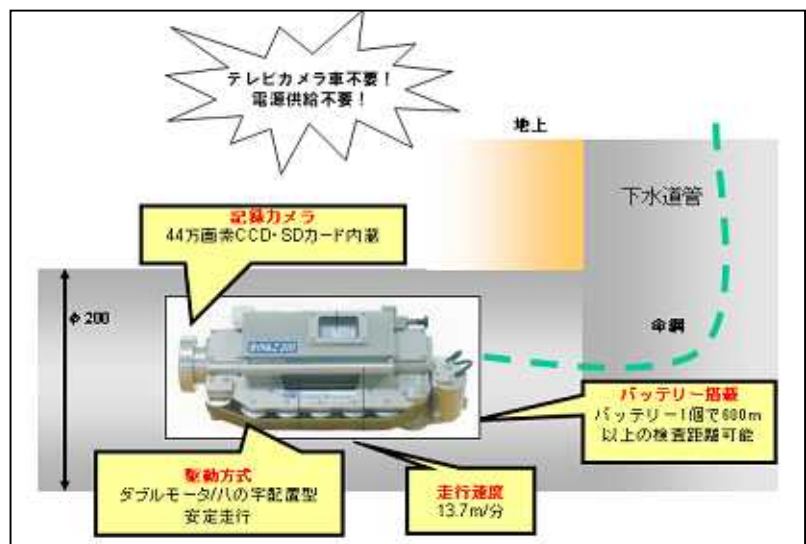 テレビカメラ車不要!
電源供給不要!
地上
下水道管
記録カメラ
44万画素CCD・SDカード内蔵
φ200
傘鋼
バッテリー搭載
バッテリー1個で680m
以上の検査距離可能
駆動方式
ダブルモータ/ハの字配置型
安定走行
走行速度
13.7m/分